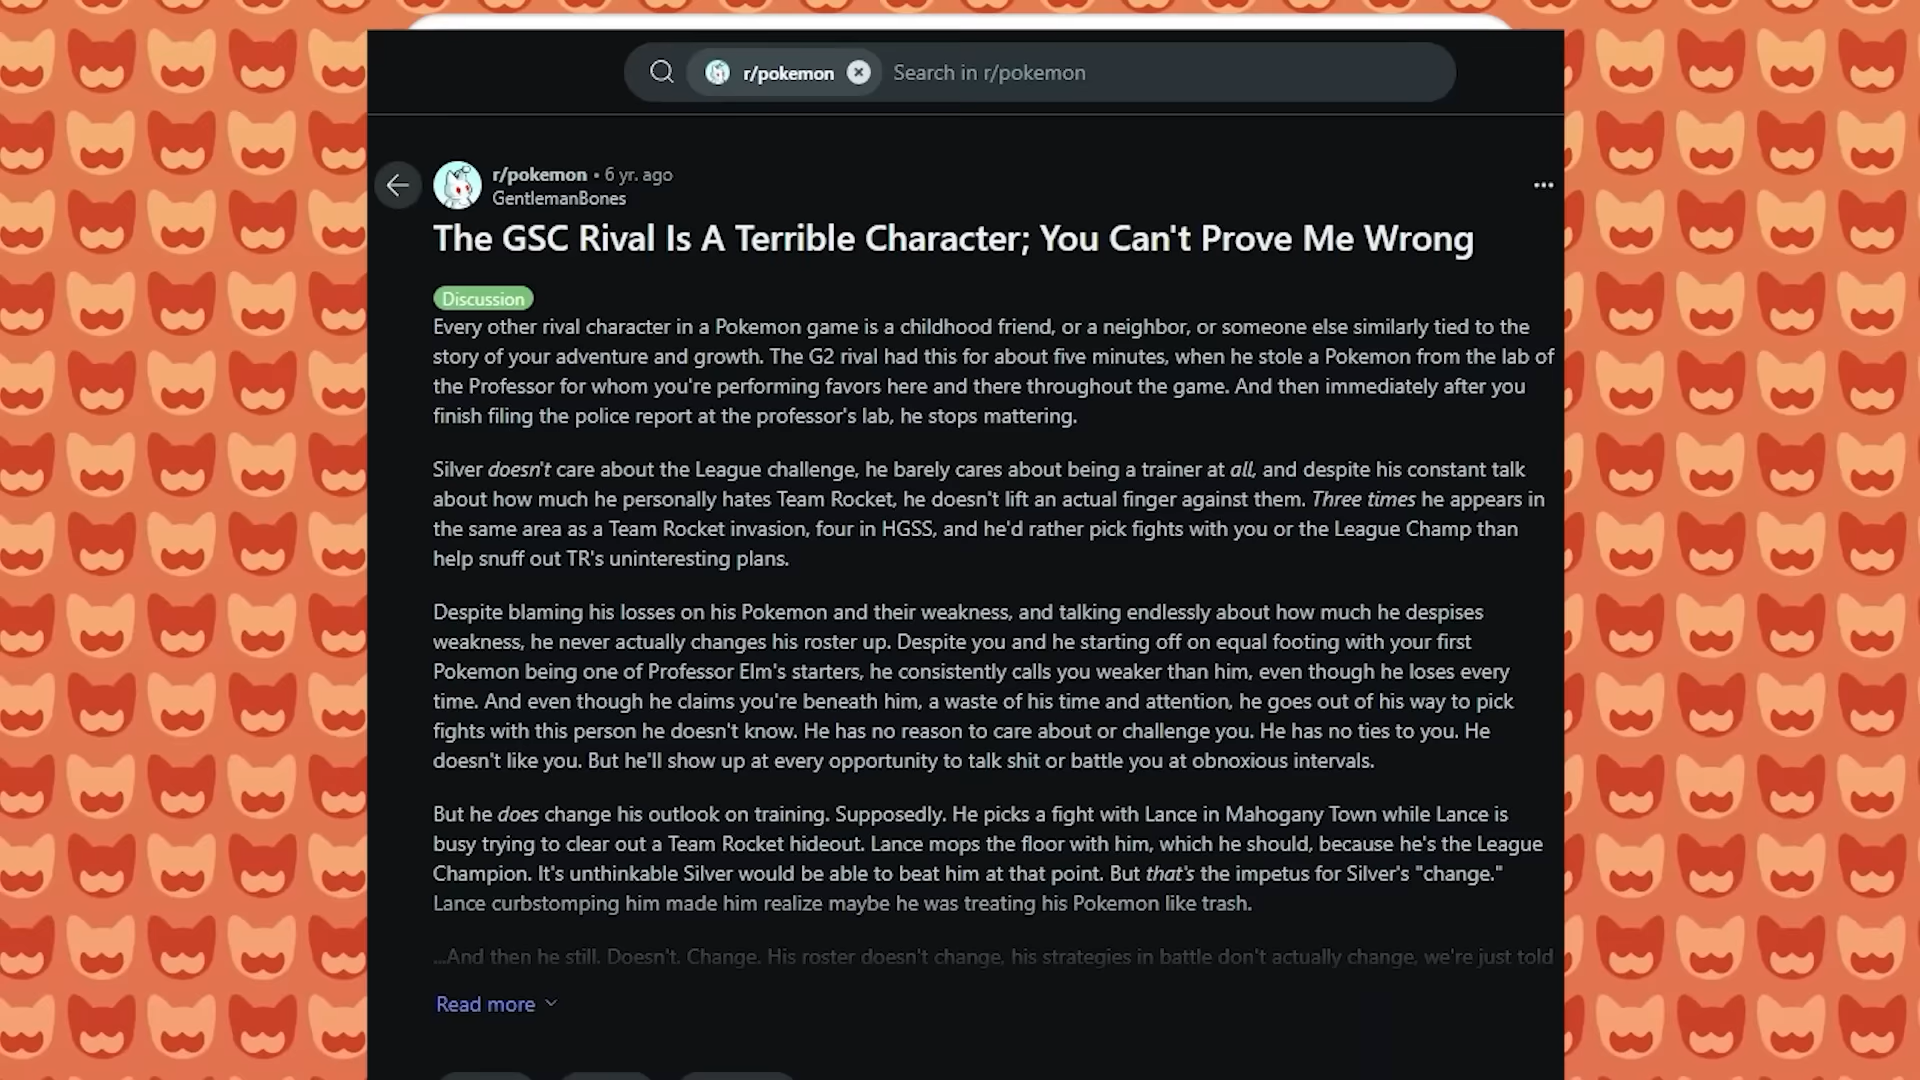 r/pokemon Search in r/pokemon
r/pokemon • 6 yr. ago
GentlemanBones
The GSC Rival Is A Terrible Character; You Can't Prove Me Wrong
Discussion
Every other rival character in a Pokemon game is a childhood friend, or a neighbor, or someone else similarly tied to the
story of your adventure and growth. The G2 rival had this for about five minutes, when he stole a Pokemon from the lab of
the Professor for whom you're performing favors here and there throughout the game. And then immediately after you
finish filing the police report at the professor's lab, he stops mattering.
Silver doesn't care about the League challenge, he barely cares about being a trainer at all, and despite his constant talk
about how much he personally hates Team Rocket, he doesn't lift an actual finger against them. Three times he appears in
the same area as a Team Rocket invasion, four in HGSS, and he'd rather pick fights with you or the League Champ than
help snuff out TR's uninteresting plans.
Despite blaming his losses on his Pokemon and their weakness, and talking endlessly about how much he despises
weakness, he never actually changes his roster up. Despite you and he starting off on equal footing with your first
Pokemon being one of Professor Elm's starters, he consistently calls you weaker than him, even though he loses every
time. And even though he claims you're beneath him, a waste of his time and attention, he goes out of his way to pick
fights with this person he doesn't know. He has no reason to care about or challenge you. He has no ties to you. He
doesn't like you. But he'll show up at every opportunity to talk shit or battle you at obnoxious intervals.
But he does change his outlook on training. Supposedly. He picks a fight with Lance in Mahogany Town while Lance is
busy trying to clear out a Team Rocket hideout. Lance mops the floor with him, which he should, because he's the League
Champion. It's unthinkable Silver would be able to beat him at that point. But that's the impetus for Silver's "change."
Lance curbstomping him made him realize maybe he was treating his Pokemon like trash.
...And then he still. Doesn't. Change. His roster doesn't change, his strategies in battle don't actually change, we're just told
Read more